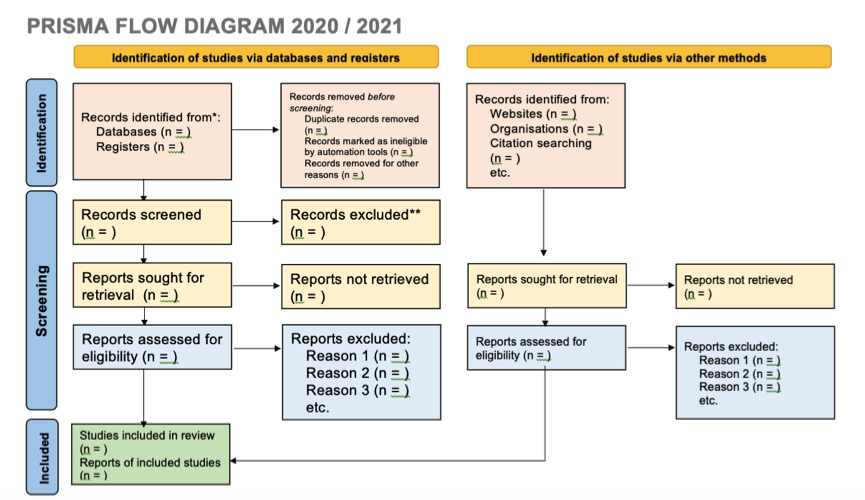 PRISMA FLOW DIAGRAM 2020 / 2021
Identification of studies via databases and registers
Identification of studies via other methods
Identification
Records identified from*:
Databases (n = )
Registers (n = )
Records removed before
screening:
Duplicate records removed
(n = )
Records marked as ineligible
by automation tools (n = )
Records removed for other
reasons (n = )
Records identified from:
Websites (n = )
Organisations (n = )
Citation searching
(n = )
etc.
Screening
Records screened
(n = )
Records excluded**
(n = )
Reports sought for
retrieval (n = )
Reports not retrieved
(n = )
Reports sought for retrieval
(n = )
Reports not retrieved
(n = )
Reports assessed for
eligibility (n = )
Reports excluded:
Reason 1 (n = )
Reason 2 (n = )
Reason 3 (n = )
etc.
Reports assessed for
eligibility (n = )
Reports excluded:
Reason 1 (n = )
Reason 2 (n = )
Reason 3 (n = )
etc.
Included
Studies included in review
(n = )
Reports of included studies
(n = )